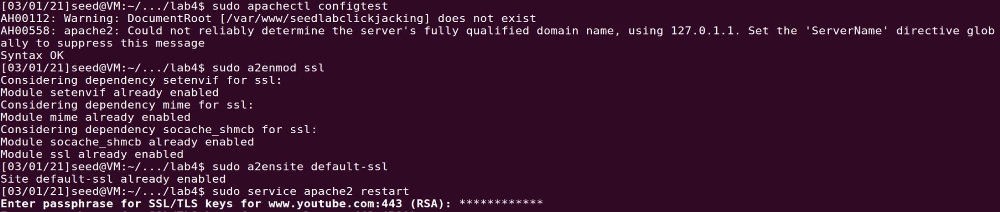 [03/01/21]seed@VM:~/.../lab4$ sudo apachectl configtest
AH00112: Warning: DocumentRoot [/var/www/seedlabclickjacking] does not exist
AH00558: apache2: Could not reliably determine the server's fully qualified domain name, using 127.0.1.1. Set the 'ServerName' directive glob
ally to suppress this message
Syntax OK
[03/01/21]seed@VM:~/.../lab4$ sudo a2enmod ssl
Considering dependency setenvif for ssl:
Module setenvif already enabled
Considering dependency mime for ssl:
Module mime already enabled
Considering dependency socache_shmcb for ssl:
Module socache_shmcb already enabled
Module ssl already enabled
[03/01/21]seed@VM:~/.../lab4$ sudo a2ensite default-ssl
Site default-ssl already enabled
[03/01/21]seed@VM:~/.../lab4$ sudo service apache2 restart
Enter passphrase for SSL/TLS keys for www.youtube.com:443 (RSA): ************